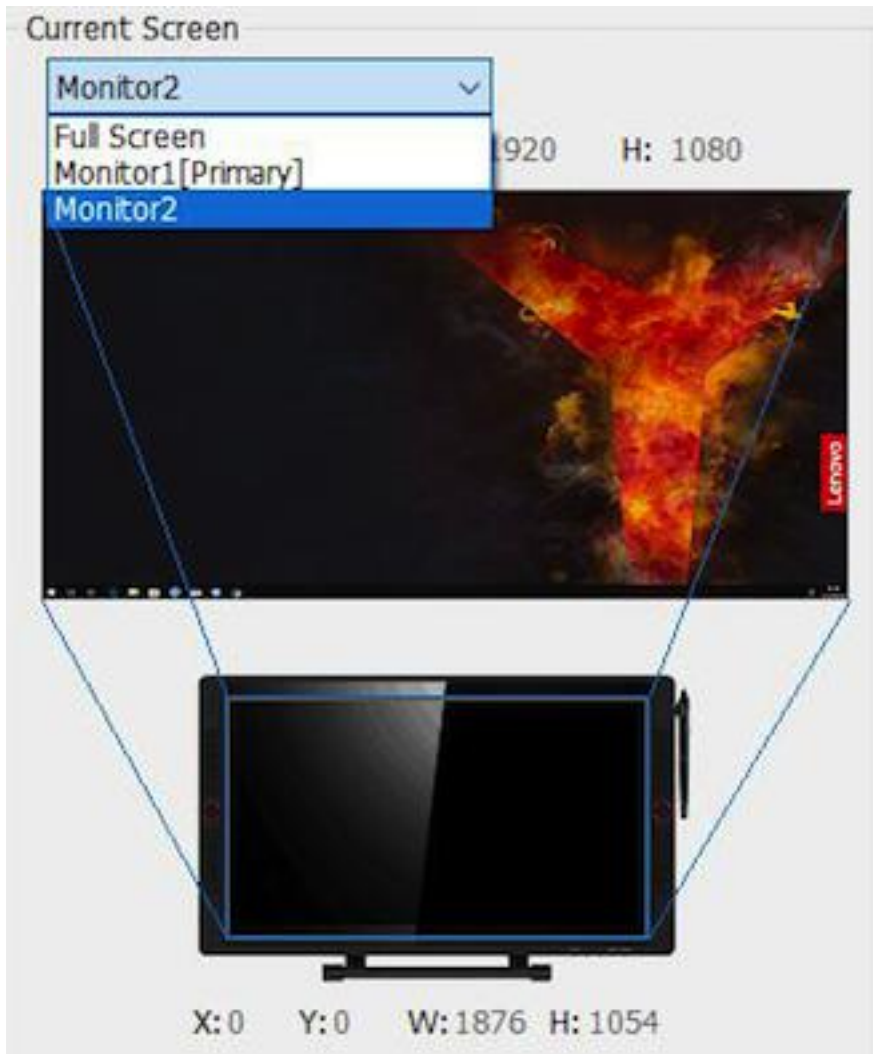 Current Screen
Monitor2
Full Screen
Monitor1[Primary]
Monitor2
1920 H: 1080
Lenovo
X: 0 Y: 0 W: 1876 H: 1054